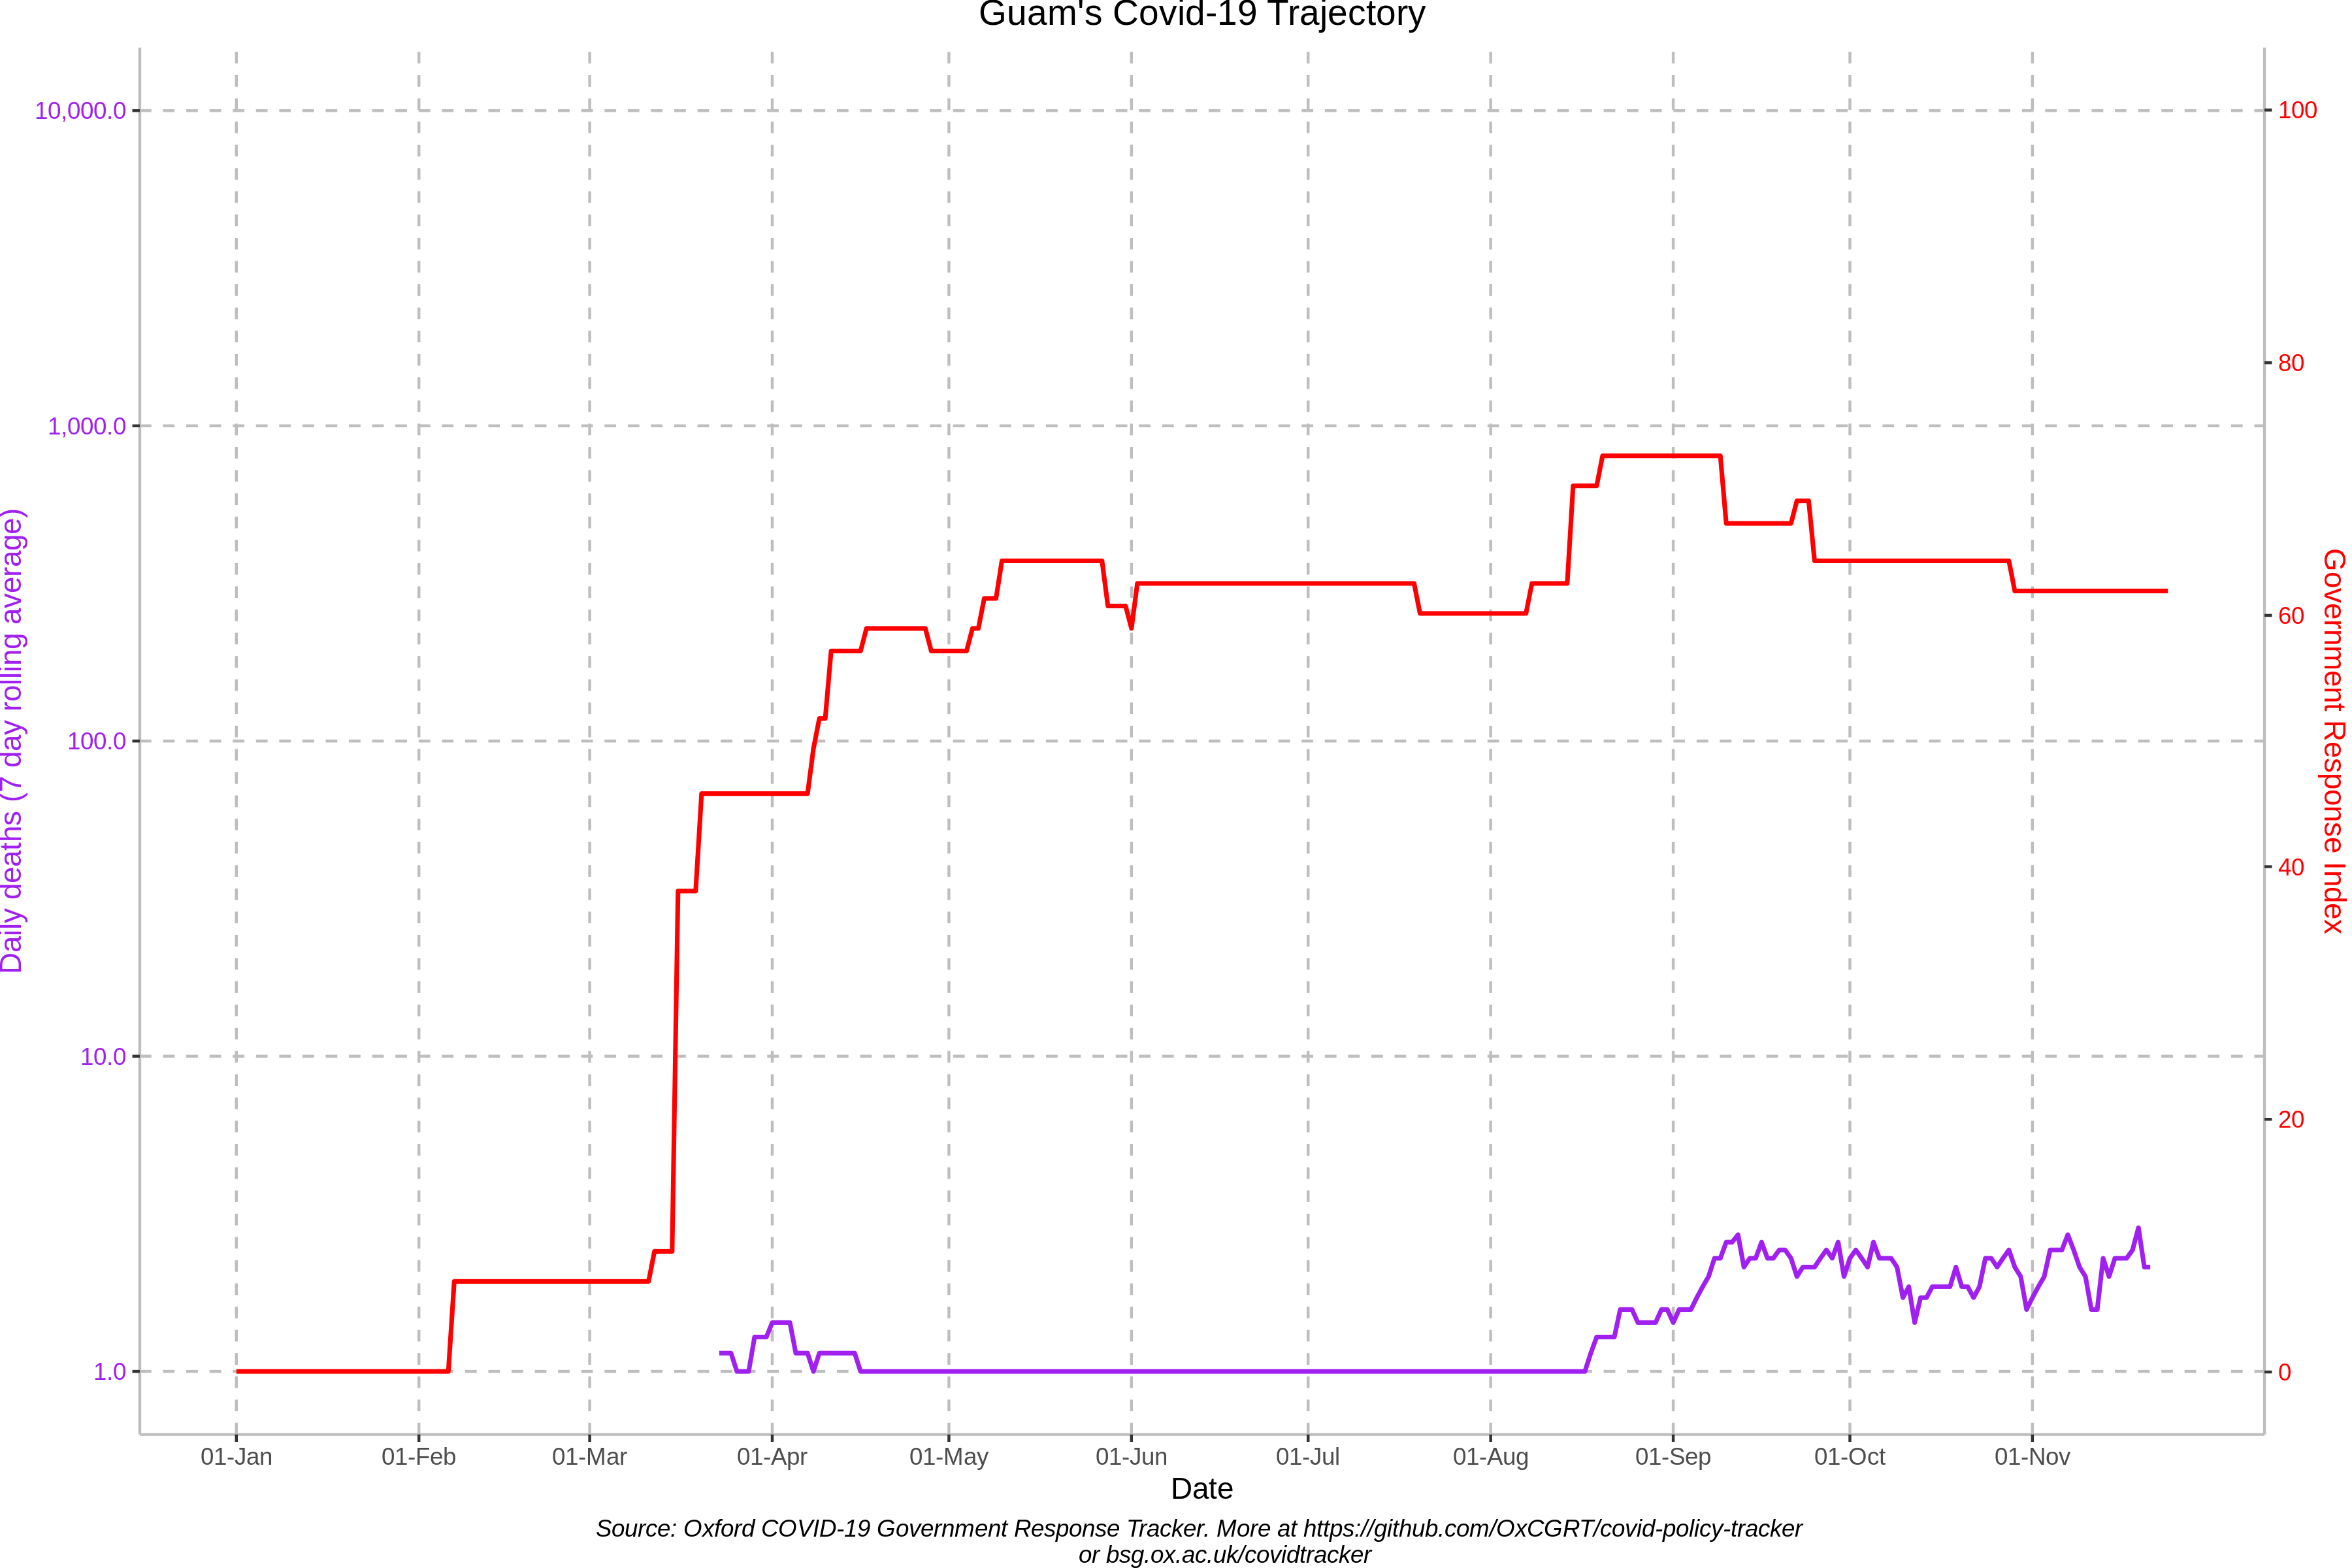 Guam's Covid-19 Trajectory
10,000.0
1,000.0
100.0
10.0
1.0
Daily deaths (7 day rolling average)
100
80
60
40
20
0
Government Response Index
01-Jan 01-Feb 01-Mar 01-Apr 01-May 01-Jun 01-Jul 01-Aug 01-Sep 01-Oct 01-Nov
Date
Source: Oxford COVID-19 Government Response Tracker. More at https://github.com/OxCGRT/covid-policy-tracker
or bsg.ox.ac.uk/covidtracker